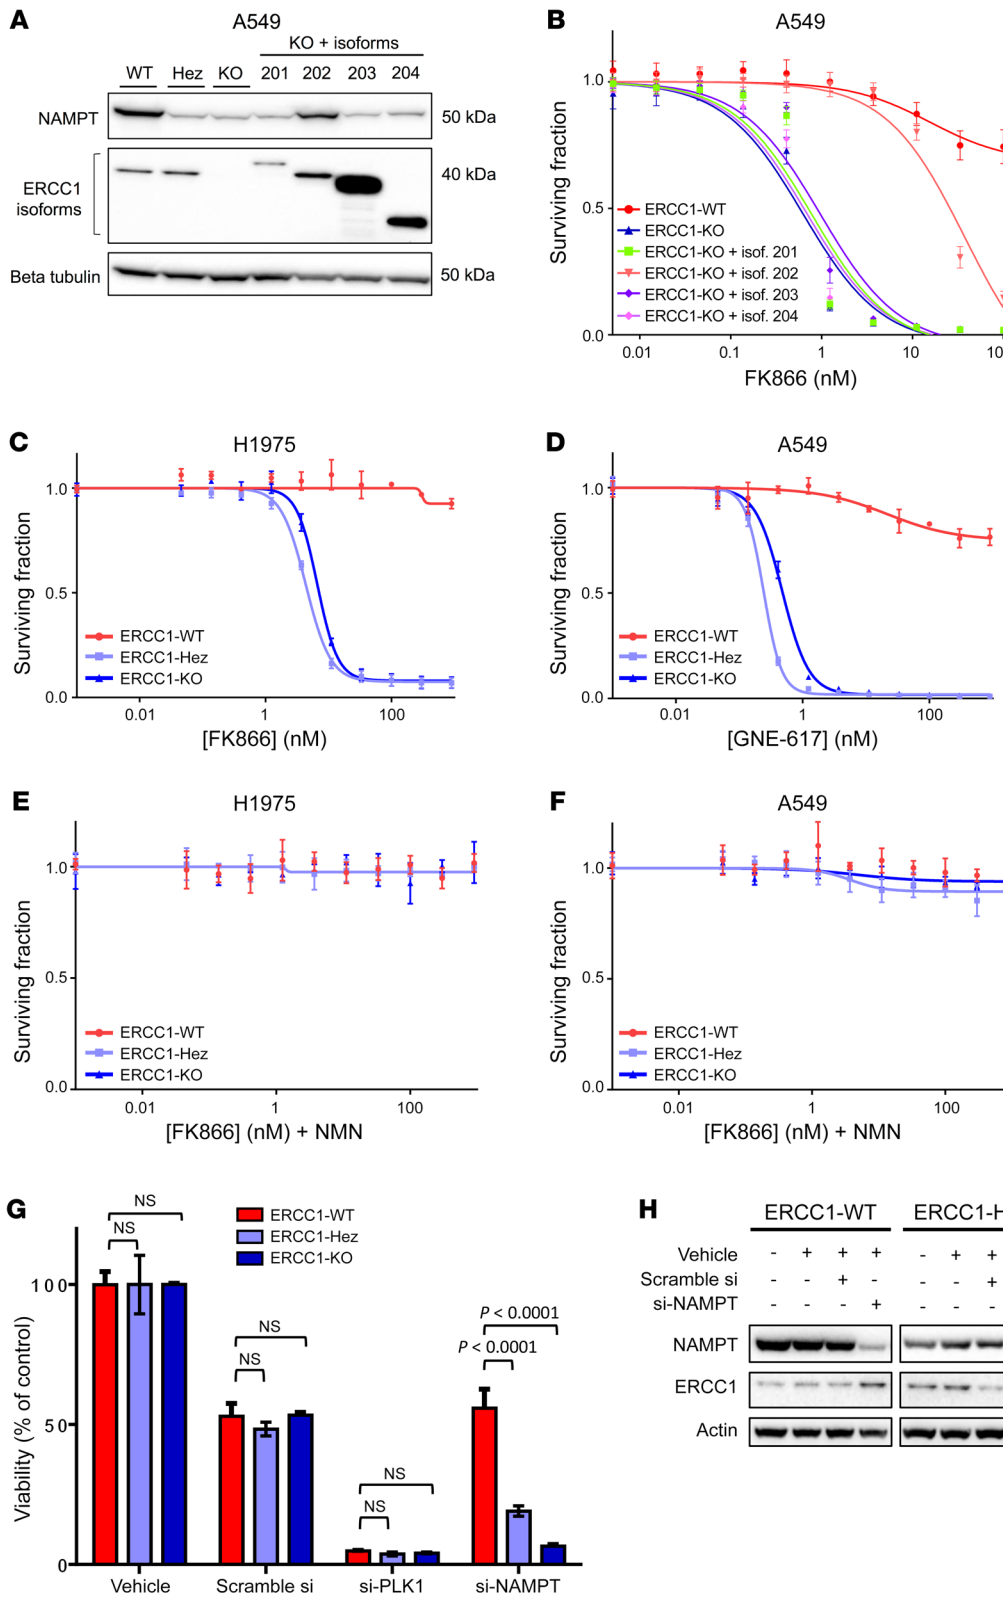 A
A549
KO + isoforms
WT Hez KO 201 202 203 204
NAMPT
50 kDa
ERCC1
isoforms
40 kDa
Beta tubulin
50 kDa
B
A549
Surviving fraction
1.0
0.5
0.0
ERCC1-WT
ERCC1-KO
ERCC1-KO + isof. 201
ERCC1-KO + isof. 202
ERCC1-KO + isof. 203
ERCC1-KO + isof. 204
0.01 0.1 1 10 10
FK866 (nM)
C
H1975
Surviving fraction
1.0
0.5
0.0
ERCC1-WT
ERCC1-Hez
ERCC1-KO
0.01 1 100
[FK866] (nM)
D
A549
Surviving fraction
1.0
0.5
0.0
ERCC1-WT
ERCC1-Hez
ERCC1-KO
0.01 1 100
[GNE-617] (nM)
E
H1975
Surviving fraction
1.0
0.5
0.0
ERCC1-WT
ERCC1-Hez
ERCC1-KO
0.01 1 100
[FK866] (nM) + NMN
F
A549
Surviving fraction
1.0
0.5
0.0
ERCC1-WT
ERCC1-Hez
ERCC1-KO
0.01 1 100
[FK866] (nM) + NMN
G
Viability (% of control)
100
50
0
ERCC1-WT
ERCC1-Hez
ERCC1-KO
NS
NS
NS
NS
NS
NS
P < 0.0001
P < 0.0001
Vehicle Scramble si si-PLK1 si-NAMPT
H
ERCC1-WT ERCC1-H
Vehicle - + + + - + +
Scramble si - - + - - - +
si-NAMPT - - - + - - -
NAMPT
ERCC1
Actin